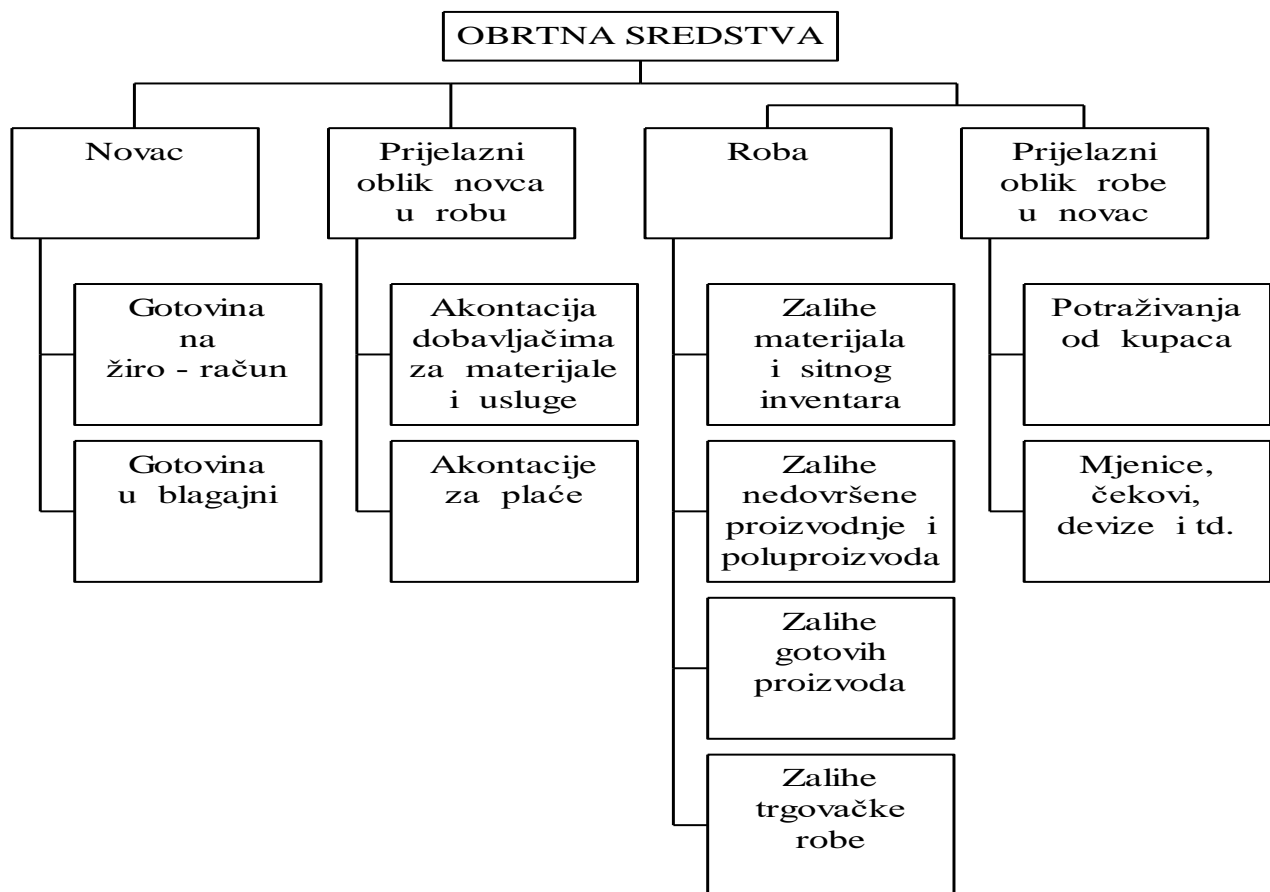 OBRTNA SREDSTVA
Novac
Prijelazni
oblik novca
u robu
Roba
Prijelazni
oblik robe
u novac
Gotovina
na
žiro - račun
Akontacija
dobavljačima
za materijale
i usluge
Zalihe
materijala
i sitnog
inventara
Potraživanja
od kupaca
Gotovina
u blagajni
Akontacije
za plaće
Zalihe
nedovršene
proizvodnje i
poluproizvoda
Mjenice,
čekovi,
devize i td.
Zalihe
gotovih
proizvoda
Zalihe
trgovačke
robe